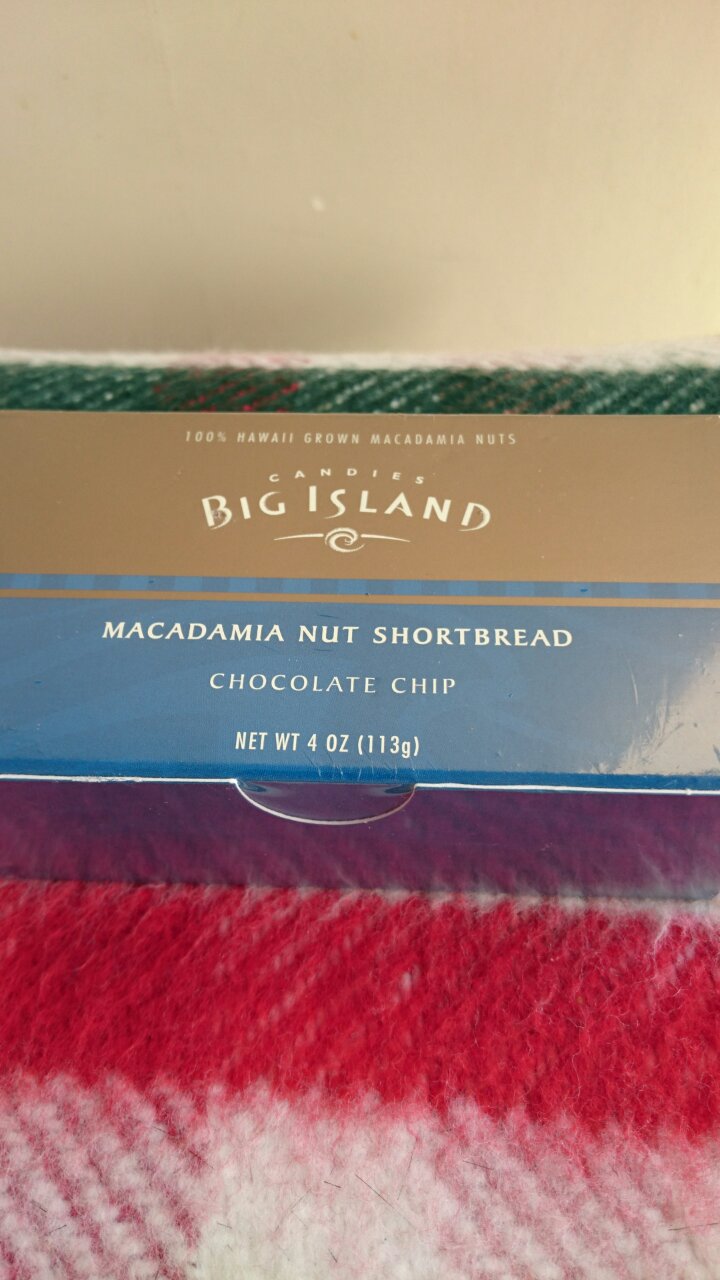 100% HAWAII GROWN MACADAMIA NUTS
CANDIES
BIG ISLAND
MACADAMIA NUT SHORTBREAD
CHOCOLATE CHIP
NET WT 4 OZ (113g)